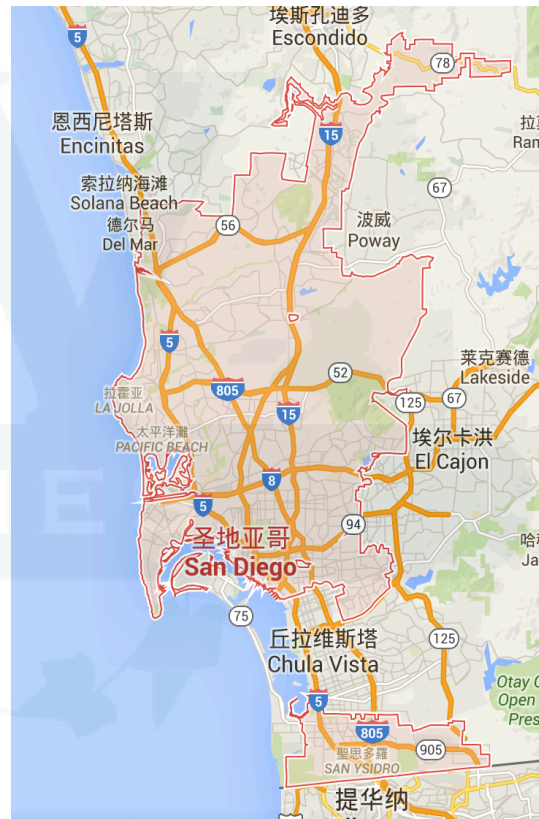 埃斯孔迪多
Escondido
5
78
15
恩西尼塔斯
Encinitas
拉
Ran
67
索拉纳海滩
Solana Beach
德尔马
Del Mar
56
波威
Poway
5
莱克赛德
Lakeside
52
805
125
67
拉霍亚
LA JOLLA
15
太平洋灘
PACIFIC BEACH
埃尔卡洪
El Cajon
8
5
94
圣地亚哥
San Diego
哈
Ja
75
丘拉维斯塔
Chula Vista
125
5
Otay
Open
Pres
805
905
聖思多羅
SAN YSIDRO
提华纳